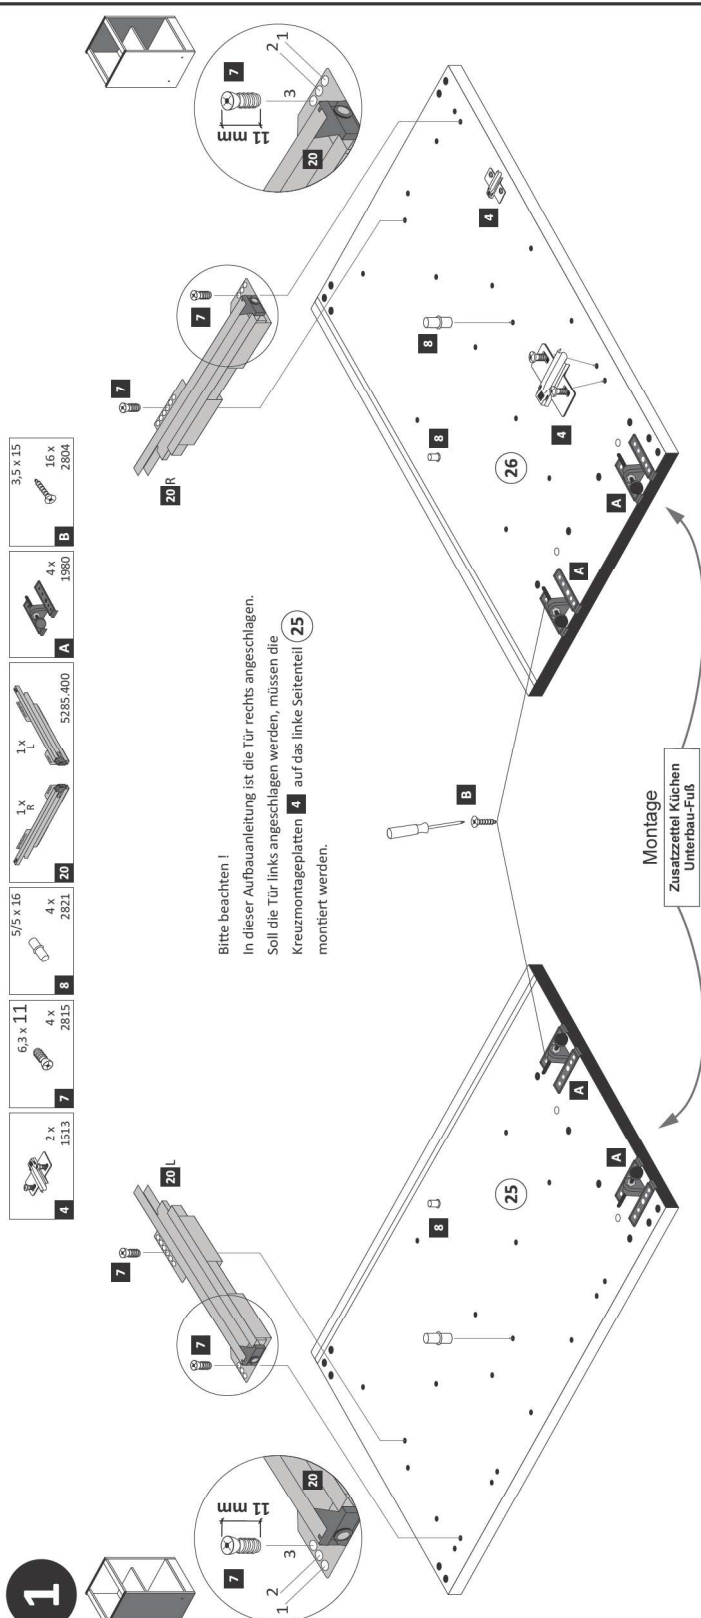 1
4
2 x
1513
7
6,3 x 11
4 x
2815
8
5/5 x 16
4 x
2821
20
1 x
R
1 x
L
5285.400
A
4 x
1980
B
3,5 x 15
16 x
2804
7
11 mm
20
3
2
1
7
7
20 L
Bitte beachten !
In dieser Aufbauanleitung ist die Tür rechts angeschlagen.
Soll die Tür links angeschlagen werden, müssen die
Kreuzmontageplatten 4 auf das linke Seitenteil 25
montiert werden.
20 R
7
7
7
11 mm
20
3
2
1
8
25
A
A
B
8
8
26
4
4
A
A
Montage
Zusatzzettel Küchen
Unterbau-Fuß